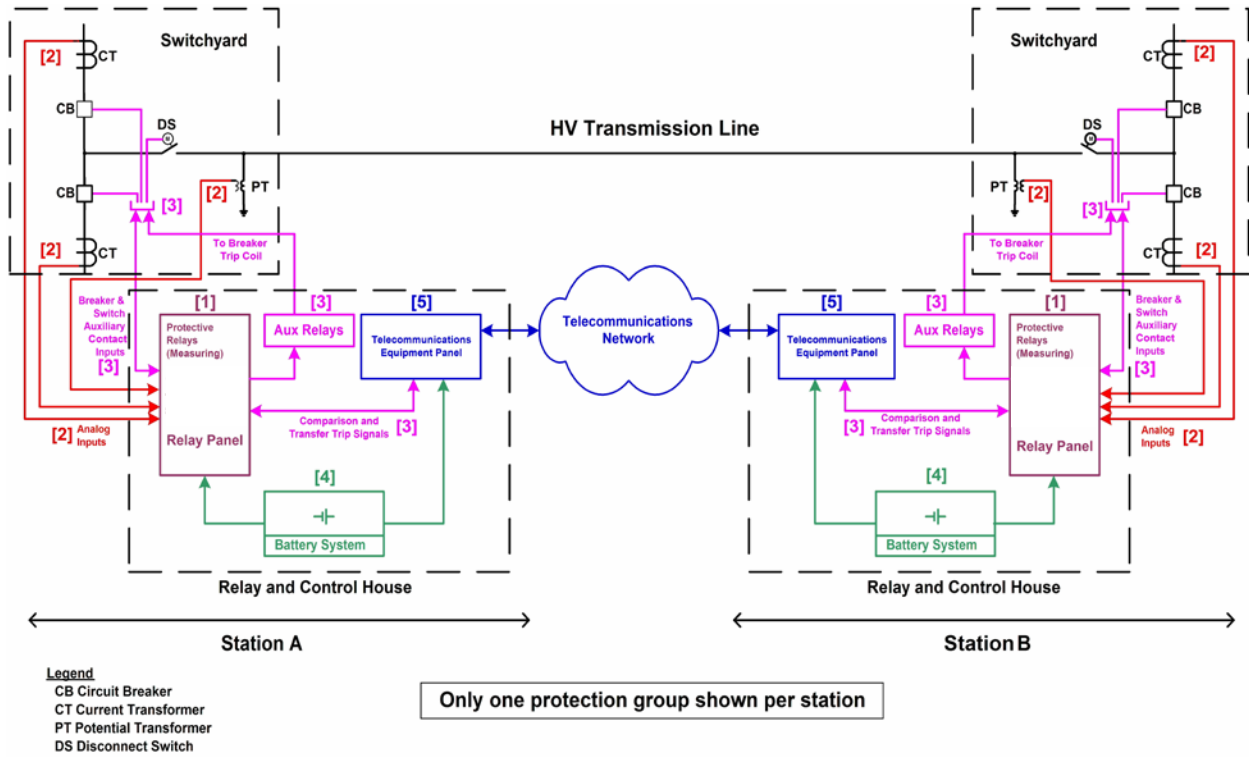 Switchyard
[2]
CT
CB
DS
CB
[2]
PT
[3]
[2]
CT
To Breaker
Trip Coil
HV Transmission Line
Switchyard
[2]
CT
CB
DS
CB
[2]
PT
[3]
[2]
CT
To Breaker
Trip Coil
Breaker &
Switch
Auxiliary
Contact
Inputs
[3]
[1]
Protective
Relays
(Measuring)
Relay Panel
[3]
Aux Relays
[5]
Telecommunications
Equipment Panel
Telecommunications
Network
[5]
Telecommunications
Equipment Panel
[3]
Aux Relays
[1]
Protective
Relays
(Measuring)
Relay Panel
Breaker &
Switch
Auxiliary
Contact
Inputs
[3]
[2] Analog
Inputs
Comparison and
Transfer Trip Signals
[3]
Comparison and
[3] Transfer Trip Signals
Analog
Inputs [2]
[4]
Battery System
[4]
Battery System
Relay and Control House
Relay and Control House
Station A
Station B
Legend
CB Circuit Breaker
CT Current Transformer
PT Potential Transformer
DS Disconnect Switch
Only one protection group shown per station